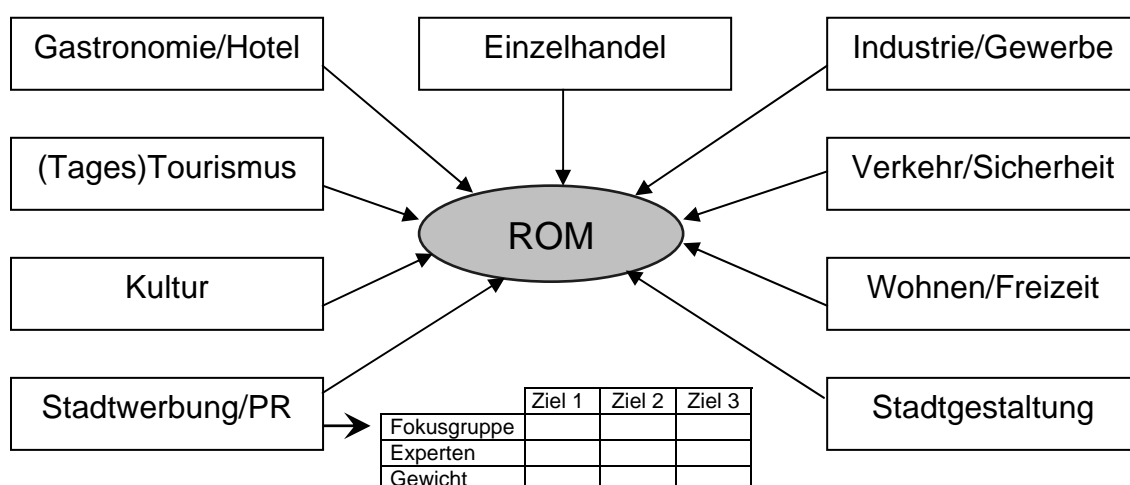 Gastronomie/Hotel
Einzelhandel
Industrie/Gewerbe
(Tages)Tourismus
Verkehr/Sicherheit
ROM
Kultur
Wohnen/Freizeit
Stadtwerbung/PR
Stadtgestaltung
Ziel 1 Ziel 2 Ziel 3
Fokusgruppe
Experten
Gewicht